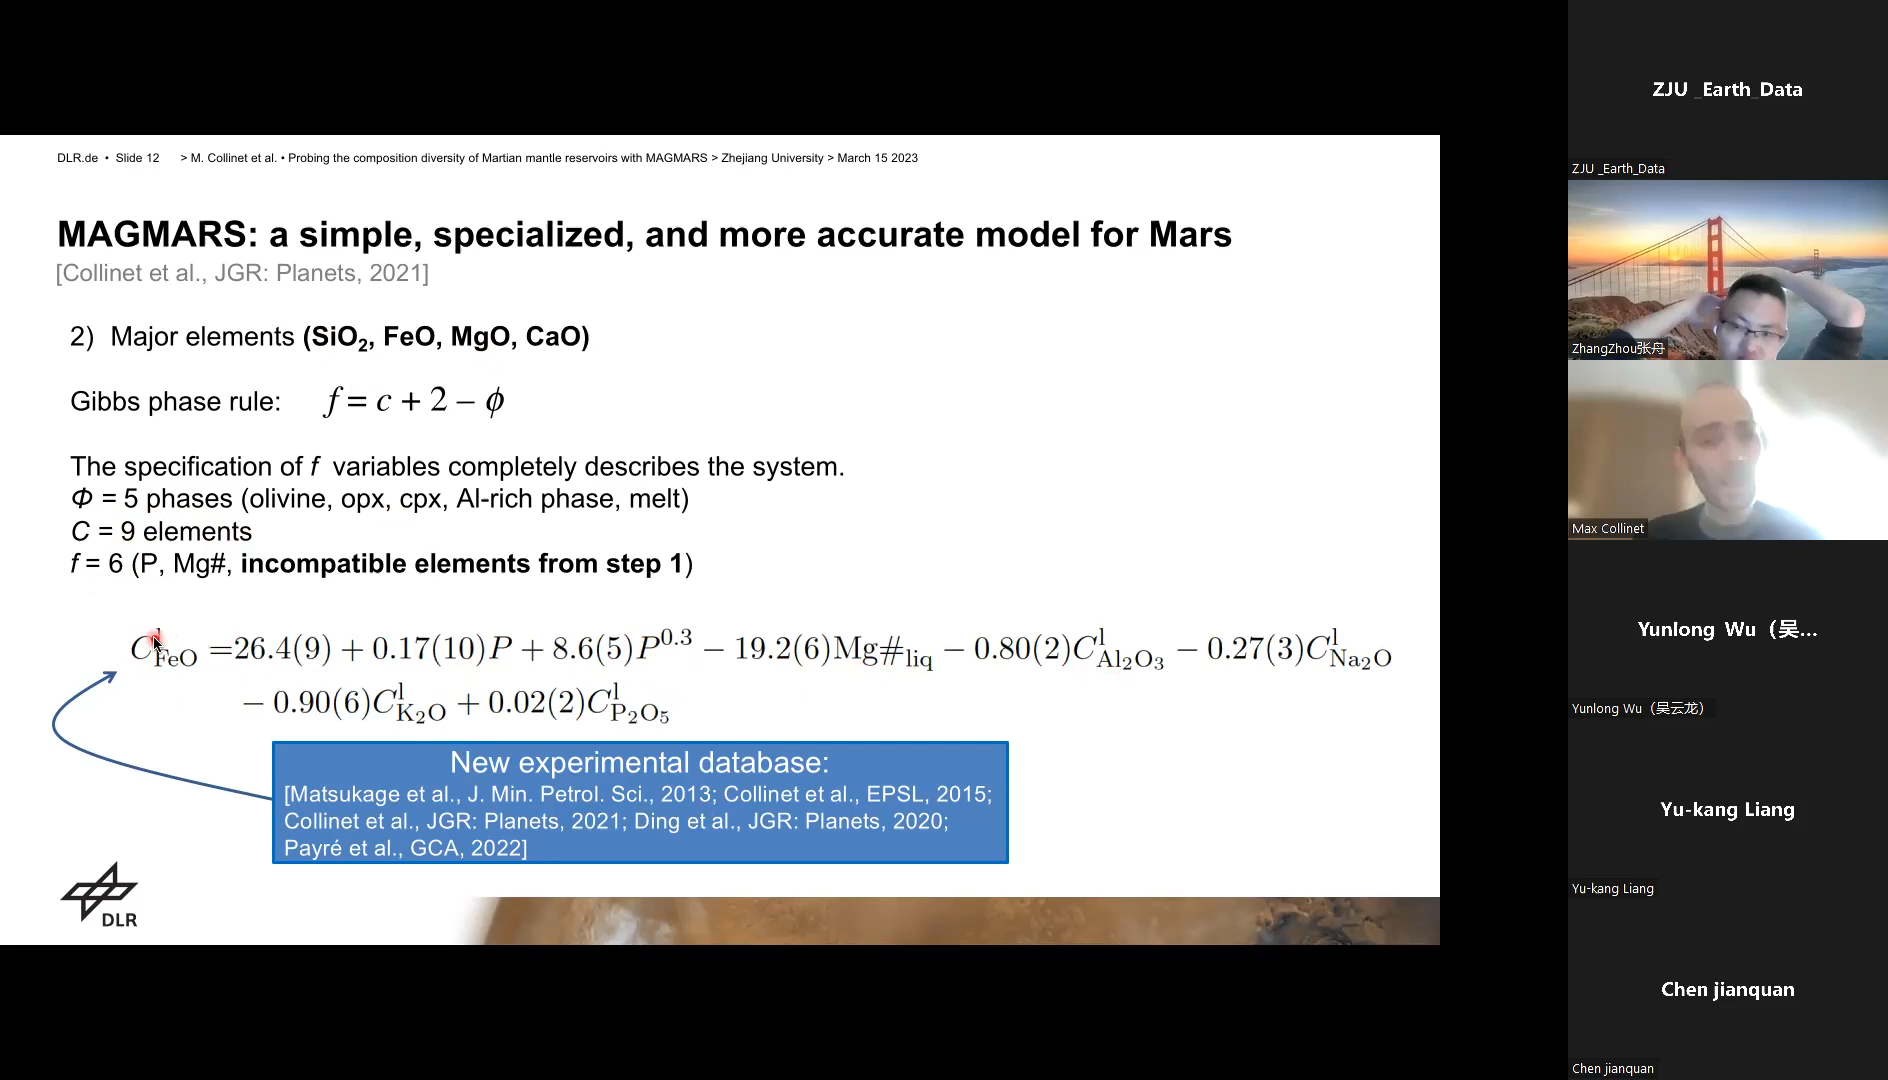 DLR.de • Slide 12 > M. Collinet et al. • Probing the composition diversity of Martian mantle reservoirs with MAGMARS > Zhejiang University > March 15 2023
MAGMARS: a simple, specialized, and more accurate model for Mars
[Collinet et al., JGR: Planets, 2021]
2) Major elements (SiO₂, FeO, MgO, CaO)
Gibbs phase rule: f = c + 2 – ϕ
The specification of f variables completely describes the system.
Φ = 5 phases (olivine, opx, cpx, Al-rich phase, melt)
C = 9 elements
f = 6 (P, Mg#, incompatible elements from step 1)
C^l_FeO =26.4(9) + 0.17(10)P + 8.6(5)P^0.3 − 19.2(6)Mg#_liq − 0.80(2)C^l_Al₂O₃ − 0.27(3)C^l_Na₂O
− 0.90(6)C^l_K₂O + 0.02(2)C^l_P₂O₅
New experimental database:
[Matsukage et al., J. Min. Petrol. Sci., 2013; Collinet et al., EPSL, 2015;
Collinet et al., JGR: Planets, 2021; Ding et al., JGR: Planets, 2020;
Payré et al., GCA, 2022]
DLR
ZJU _Earth_Data
ZJU _Earth_Data
ZhangZhou张舟
Max Collinet
Yunlong Wu（吴...
Yunlong Wu（吴云龙）
Yu-kang Liang
Yu-kang Liang
Chen jianquan
Chen jianquan